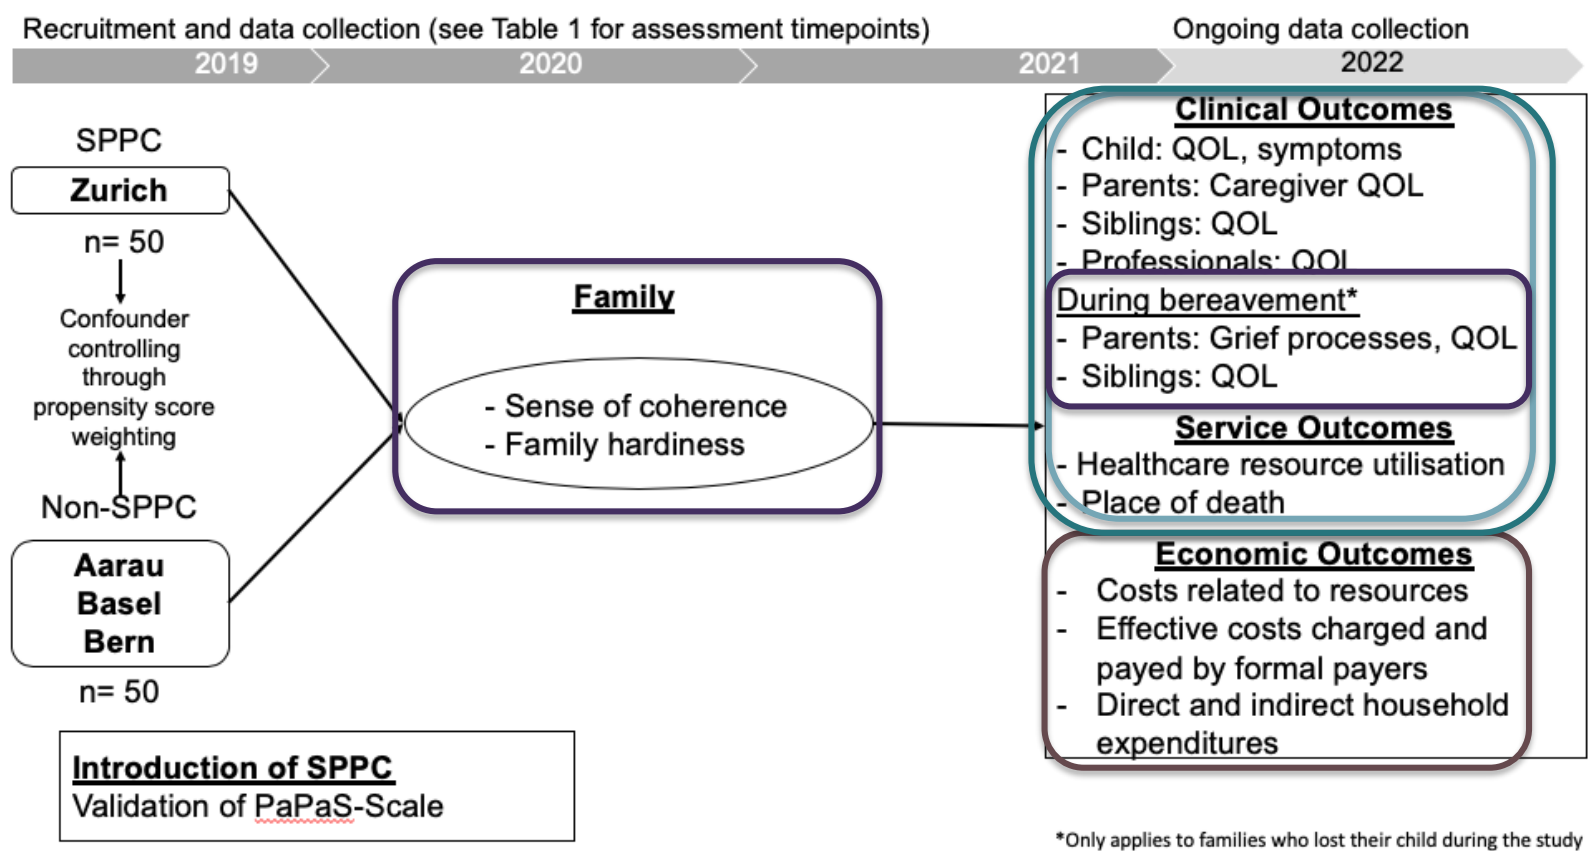 Recruitment and data collection (see Table 1 for assessment timepoints)
Ongoing data collection
2019
2020
2021
2022
SPPC
Zurich
n= 50
Confounder
controlling
through
propensity score
weighting
Non-SPPC
Aarau
Basel
Bern
n= 50
Introduction of SPPC
Validation of PaPaS-Scale
Family
- Sense of coherence
- Family hardiness
Clinical Outcomes
- Child: QOL, symptoms
- Parents: Caregiver QOL
- Siblings: QOL
- Professionals: QOL
During bereavement*
- Parents: Grief processes, QOL
- Siblings: QOL
Service Outcomes
- Healthcare resource utilisation
- Place of death
Economic Outcomes
- Costs related to resources
- Effective costs charged and
payed by formal payers
- Direct and indirect household
expenditures
*Only applies to families who lost their child during the study